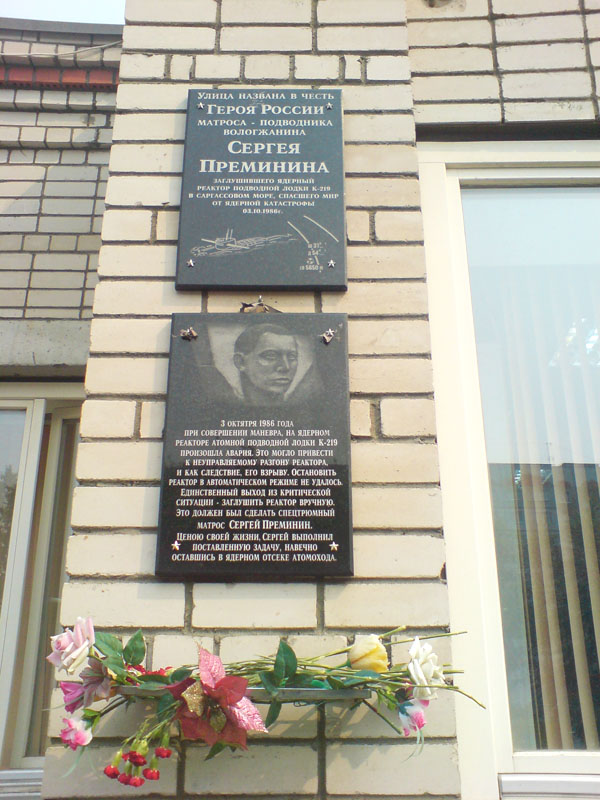 Улица названа в честь
Героя России
матроса - подводника
вологжанина
Сергея
Преминина
заглушившего ядерный
реактор подводной лодки К-219
в Саргассовом море, спасшего мир
от ядерной катастрофы
03.10.1986г.
3 октятря 1986 года
при совершении маневра, на ядерном
реакторе атомной подводной лодки К-219
произошла авария. Это могло привести
к неуправляемому разгону реактора,
и как следствие, его взрыву. Остановить
реактор в автоматическом режиме не удалось.
Единственный выход из критической
ситуации - заглушить реактор вручную.
Это должен был сделать спецтрюмный
матрос Сергей Преминин.
Ценою своей жизни, Сергей выполнил
поставленную задачу, навечно
оставшись в ядерном отсеке атомохода.